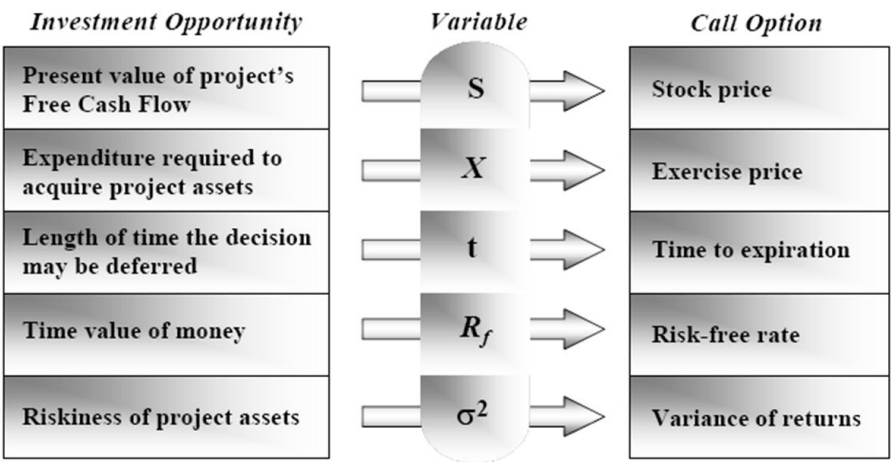 Investment Opportunity
Variable
Call Option
Present value of project's
Free Cash Flow
S
Stock price
Expenditure required to
acquire project assets
X
Exercise price
Length of time the decision
may be deferred
t
Time to expiration
Time value of money
R_f
Risk-free rate
Riskiness of project assets
σ²
Variance of returns